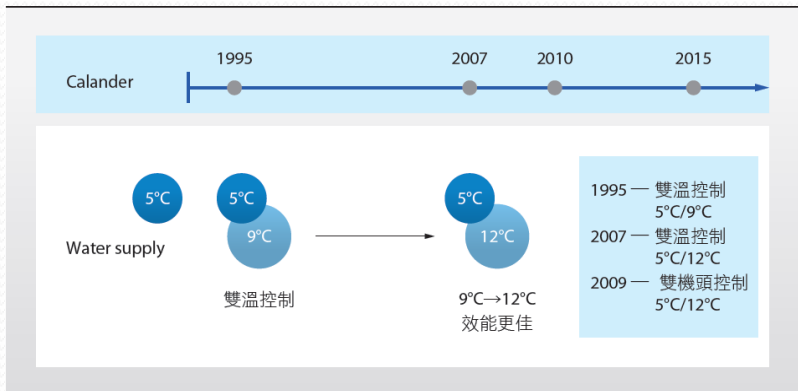 1995 2007 2010 2015
Calander
5°C 5°C 5°C
9°C 12°C
Water supply
雙溫控制
9°C→12°C
效能更佳
1995 — 雙溫控制
5°C/9°C
2007 — 雙溫控制
5°C/12°C
2009 — 雙機頭控制
5°C/12°C